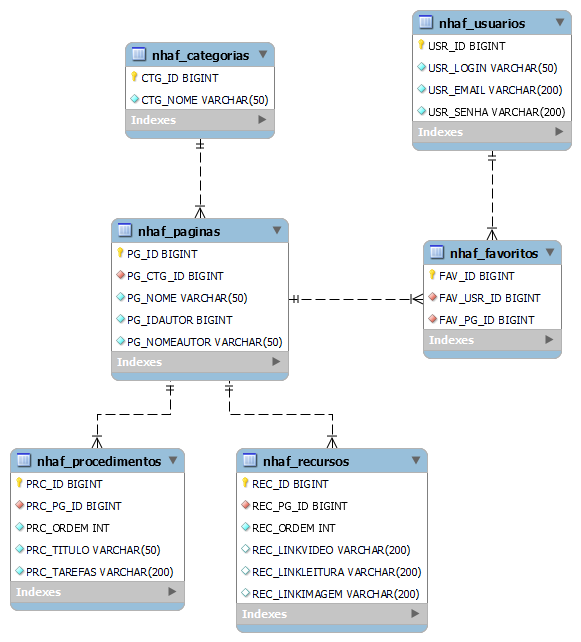 nhaf_categorias
CTG_ID BIGINT
CTG_NOME VARCHAR(50)
Indexes
nhaf_usuarios
USR_ID BIGINT
USR_LOGIN VARCHAR(50)
USR_EMAIL VARCHAR(200)
USR_SENHA VARCHAR(200)
Indexes
nhaf_paginas
PG_ID BIGINT
PG_CTG_ID BIGINT
PG_NOME VARCHAR(50)
PG_IDAUTOR BIGINT
PG_NOMEAUTOR VARCHAR(50)
Indexes
nhaf_favoritos
FAV_ID BIGINT
FAV_USR_ID BIGINT
FAV_PG_ID BIGINT
Indexes
nhaf_procedimentos
PRC_ID BIGINT
PRC_PG_ID BIGINT
PRC_ORDEM INT
PRC_TITULO VARCHAR(50)
PRC_TAREFAS VARCHAR(200)
Indexes
nhaf_recursos
REC_ID BIGINT
REC_PG_ID BIGINT
REC_ORDEM INT
REC_LINKVIDEO VARCHAR(200)
REC_LINKLEITURA VARCHAR(200)
REC_LINKIMAGEM VARCHAR(200)
Indexes